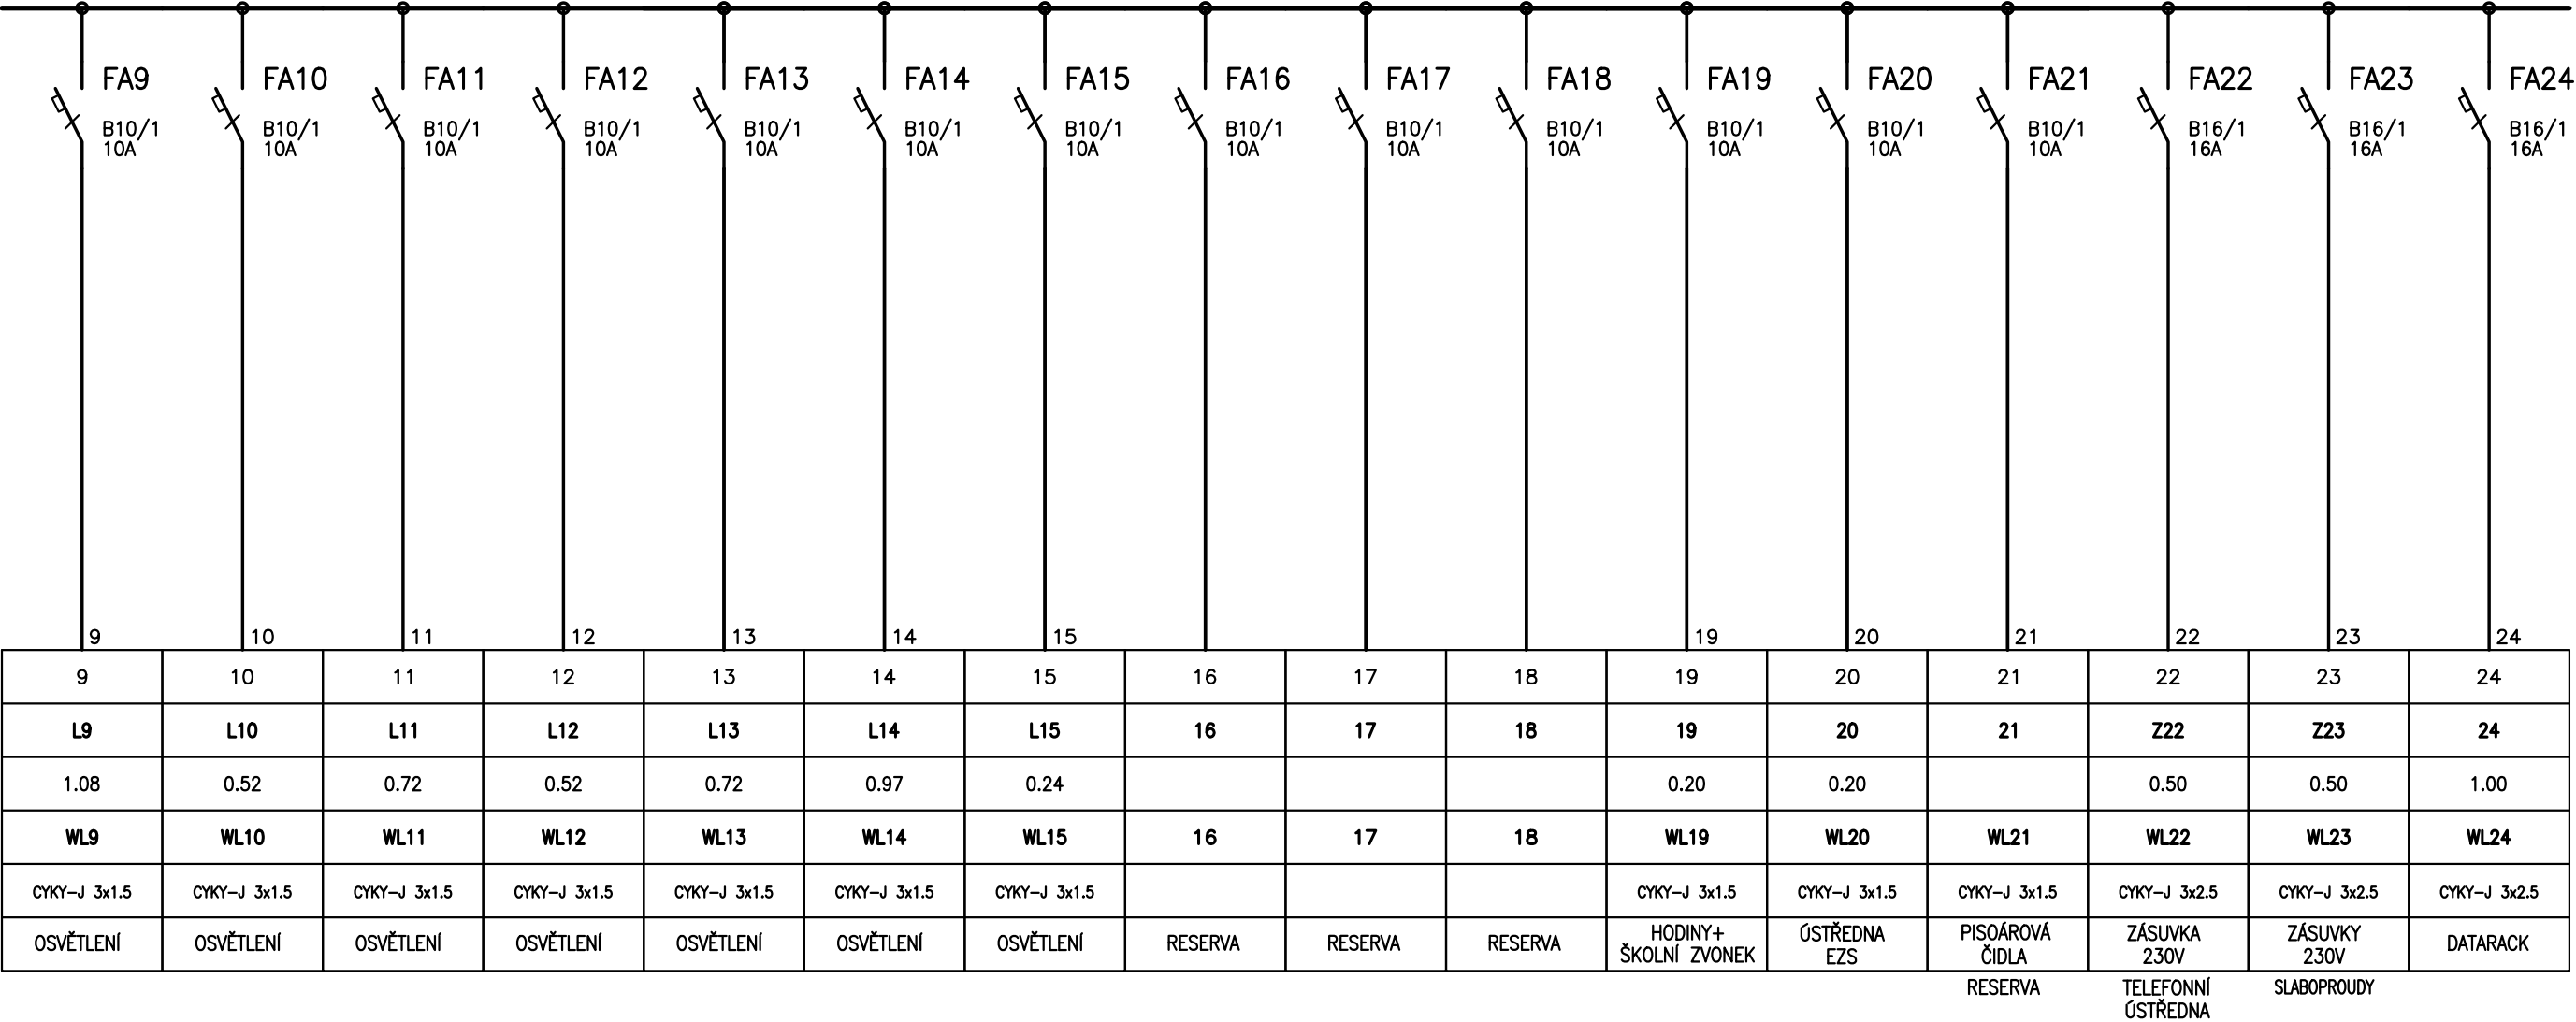 FA9 FA10 FA11 FA12 FA13 FA14 FA15 FA16 FA17 FA18 FA19 FA20 FA21 FA22 FA23 FA24
B10/1 B10/1 B10/1 B10/1 B10/1 B10/1 B10/1 B10/1 B10/1 B10/1 B10/1 B10/1 B10/1 B16/1 B16/1 B16/1
10A 10A 10A 10A 10A 10A 10A 10A 10A 10A 10A 10A 10A 16A 16A 16A
9 10 11 12 13 14 15 19 20 21 22 23 24
9 10 11 12 13 14 15 16 17 18 19 20 21 22 23 24
L9 L10 L11 L12 L13 L14 L15 16 17 18 19 20 21 Z22 Z23 24
1.08 0.52 0.72 0.52 0.72 0.97 0.24 0.20 0.20 0.50 0.50 1.00
WL9 WL10 WL11 WL12 WL13 WL14 WL15 16 17 18 WL19 WL20 WL21 WL22 WL23 WL24
CYKY-J 3x1.5 CYKY-J 3x1.5 CYKY-J 3x1.5 CYKY-J 3x1.5 CYKY-J 3x1.5 CYKY-J 3x1.5 CYKY-J 3x1.5 CYKY-J 3x1.5 CYKY-J 3x1.5 CYKY-J 3x1.5 CYKY-J 3x2.5 CYKY-J 3x2.5 CYKY-J 3x2.5
OSVĚTLENÍ OSVĚTLENÍ OSVĚTLENÍ OSVĚTLENÍ OSVĚTLENÍ OSVĚTLENÍ OSVĚTLENÍ RESERVA RESERVA RESERVA
HODINY+
ŠKOLNÍ ZVONEK
ÚSTŘEDNA
EZS
PISOÁROVÁ
ČIDLA
RESERVA
ZÁSUVKA
230V
TELEFONNÍ
ÚSTŘEDNA
ZÁSUVKY
230V
SLABOPROUDY
DATARACK